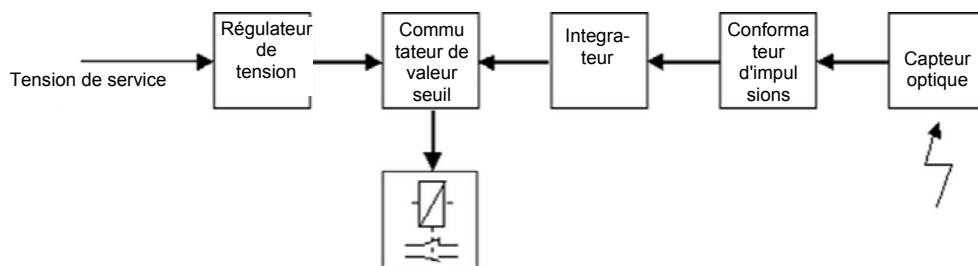 Tension de service
Régulateur
de
tension
Commu
tateur de
valeur
seuil
Integra-
teur
Conforma
teur
d'impul
sions
Capteur
optique